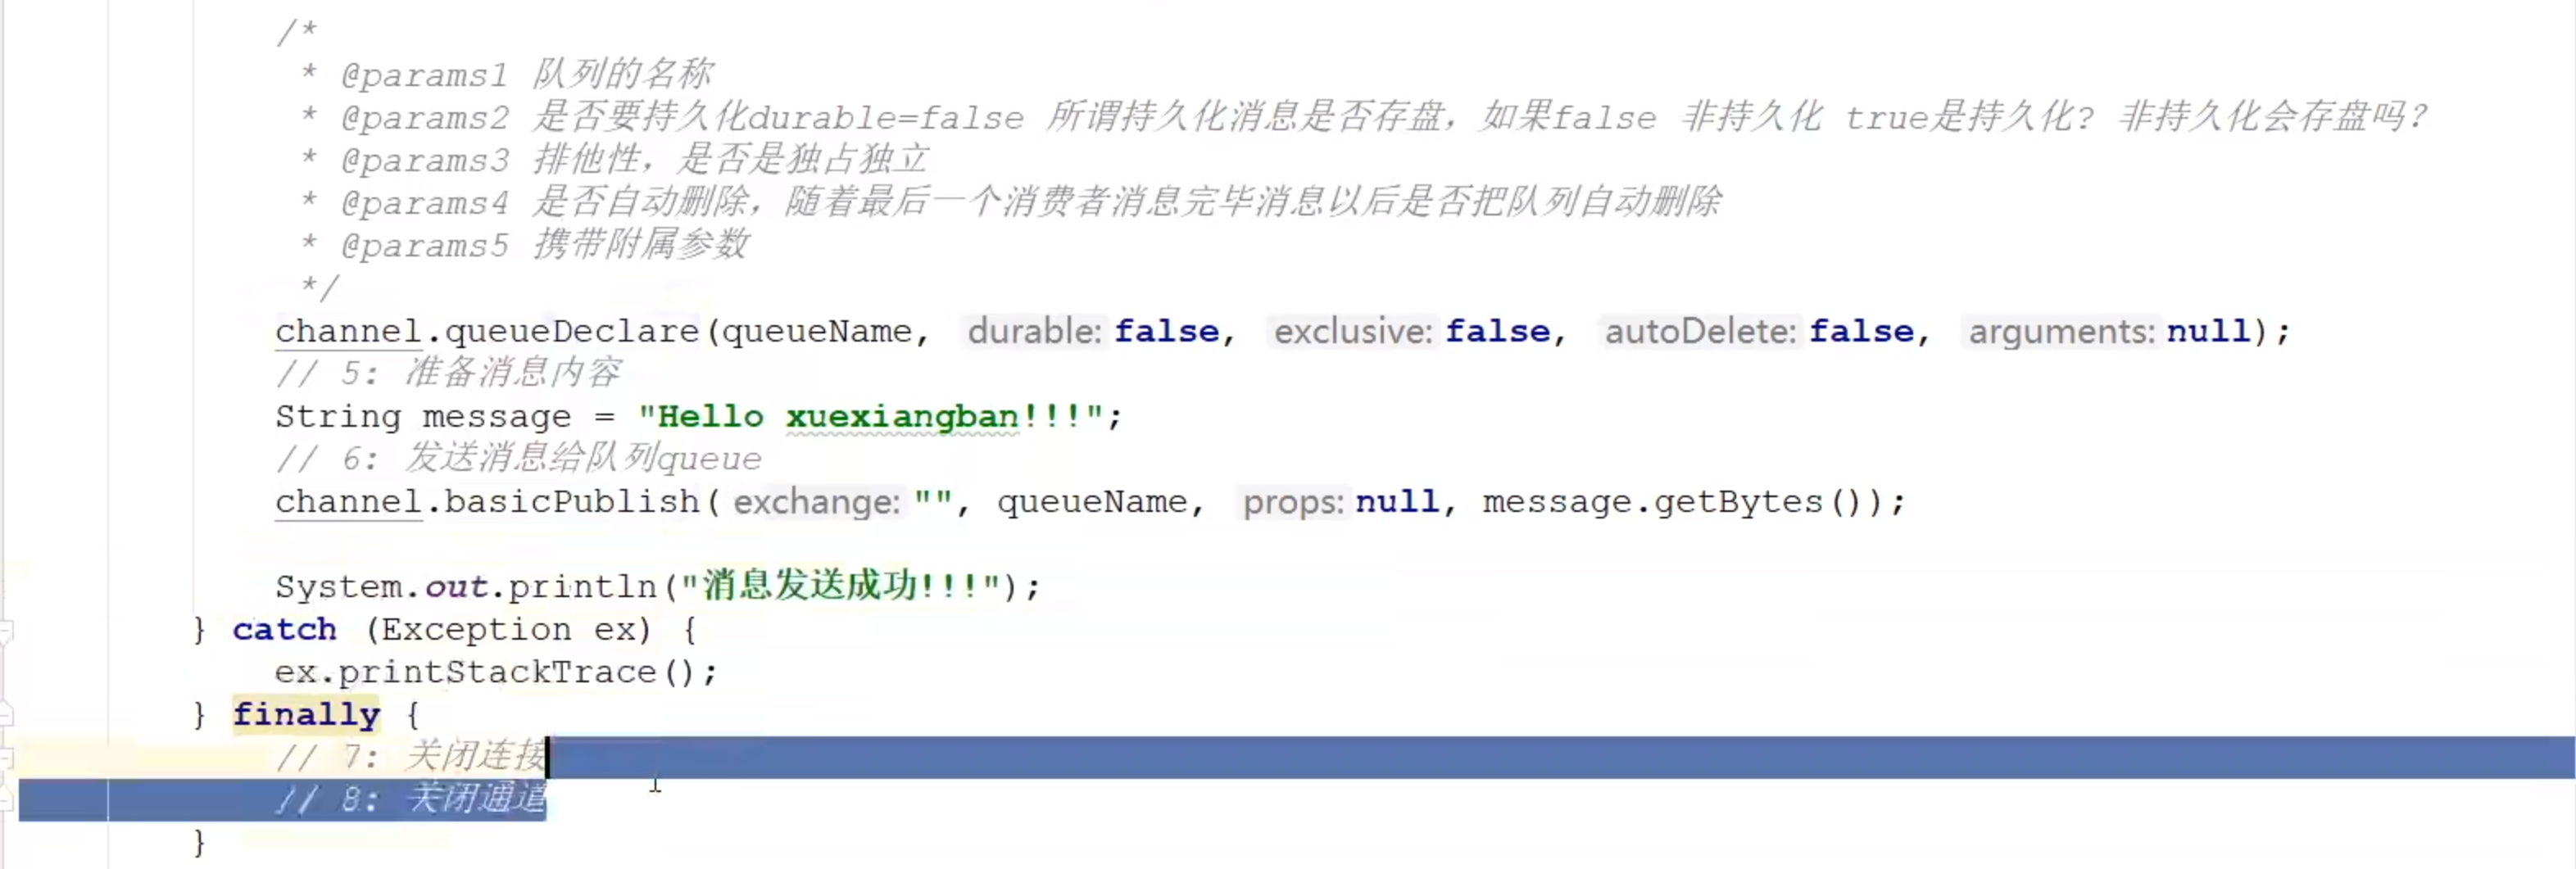 /*
* @params1 队列的名称
* @params2 是否要持久化durable=false 所谓持久化消息是否存盘，如果false 非持久化 true是持久化? 非持久化会存盘吗?
* @params3 排他性，是否是独占独立
* @params4 是否自动删除，随着最后一个消费者消息完毕消息以后是否把队列自动删除
* @params5 携带附属参数
*/
channel.queueDeclare(queueName, durable: false, exclusive: false, autoDelete: false, arguments: null);
// 5: 准备消息内容
String message = "Hello xuexiangban!!!";
// 6: 发送消息给队列queue
channel.basicPublish( exchange: "", queueName, props: null, message.getBytes());
System.out.println("消息发送成功!!!");
} catch (Exception ex) {
ex.printStackTrace();
} finally {
// 7: 关闭连接
// 8: 关闭通道
}